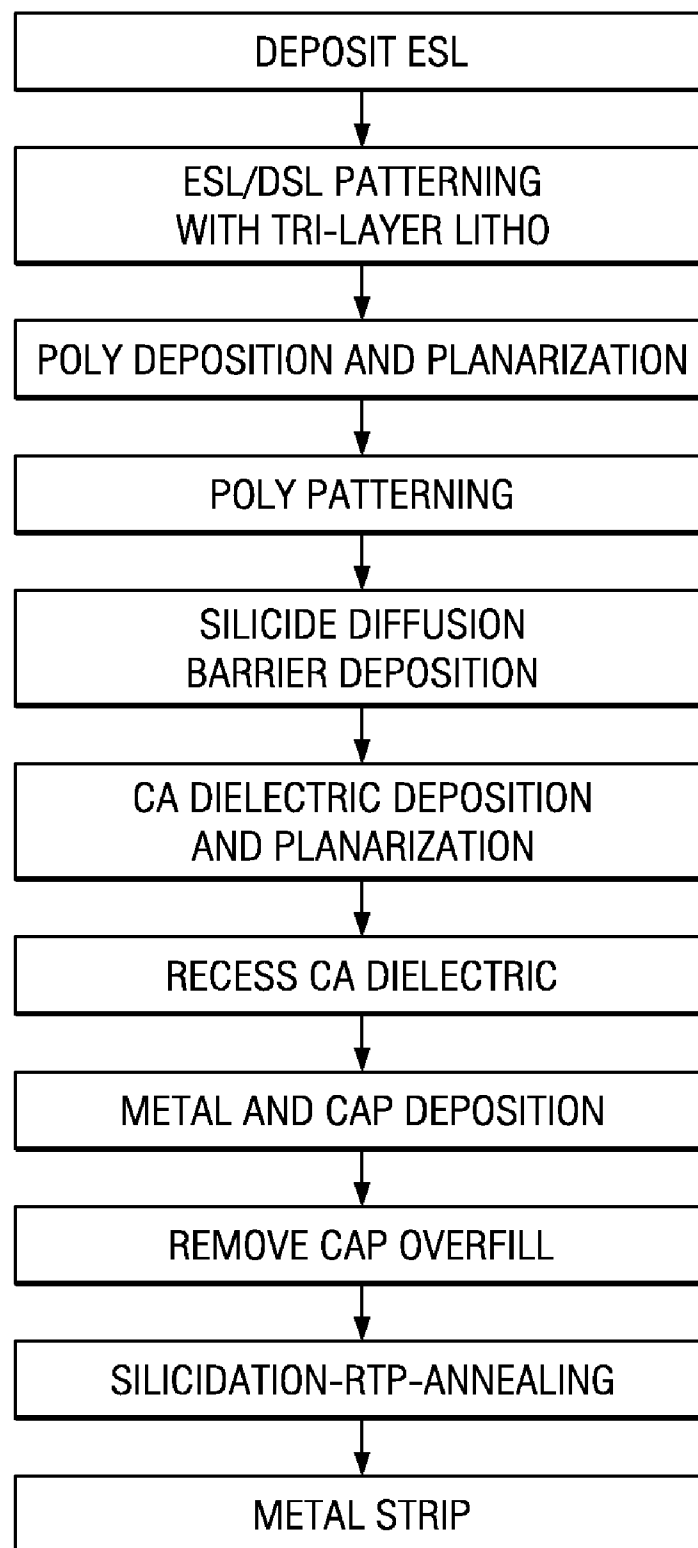 DEPOSIT ESL
ESL/DSL PATTERNING
WITH TRI-LAYER LITHO
POLY DEPOSITION AND PLANARIZATION
POLY PATTERNING
SILICIDE DIFFUSION
BARRIER DEPOSITION
CA DIELECTRIC DEPOSITION
AND PLANARIZATION
RECESS CA DIELECTRIC
METAL AND CAP DEPOSITION
REMOVE CAP OVERFILL
SILICIDATION-RTP-ANNEALING
METAL STRIP